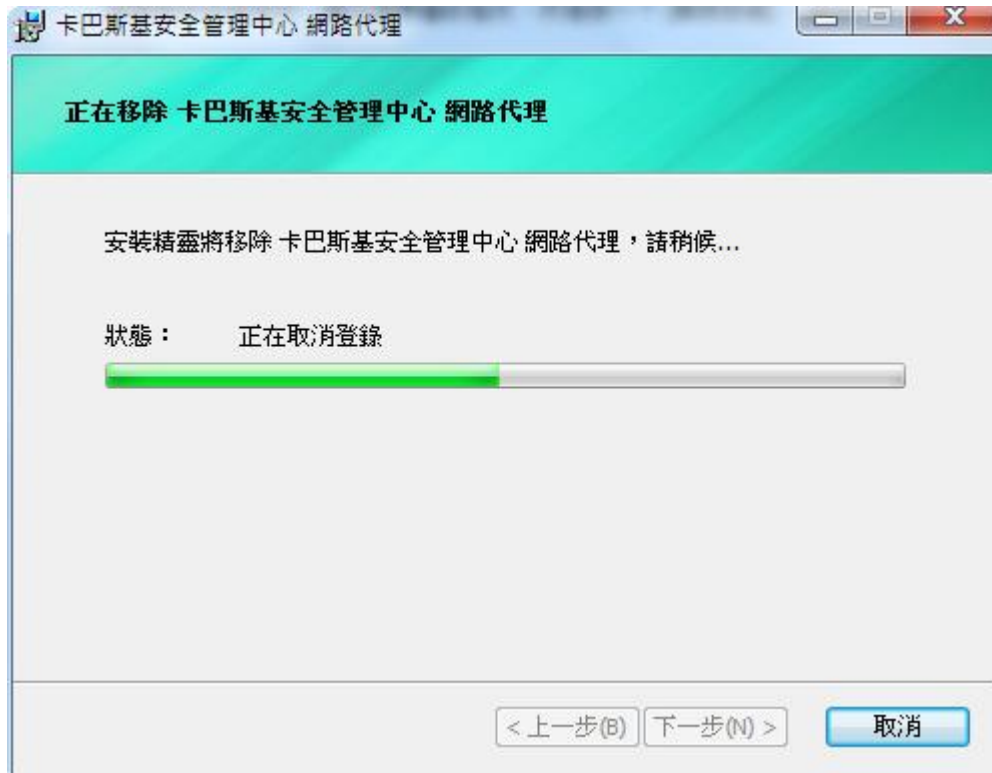 卡巴斯基安全管理中心 網路代理
正在移除 卡巴斯基安全管理中心 網路代理
安裝精靈將移除 卡巴斯基安全管理中心 網路代理，請稍候...
狀態： 正在取消登錄
< 上一步(B) 下一步(N) > 取消